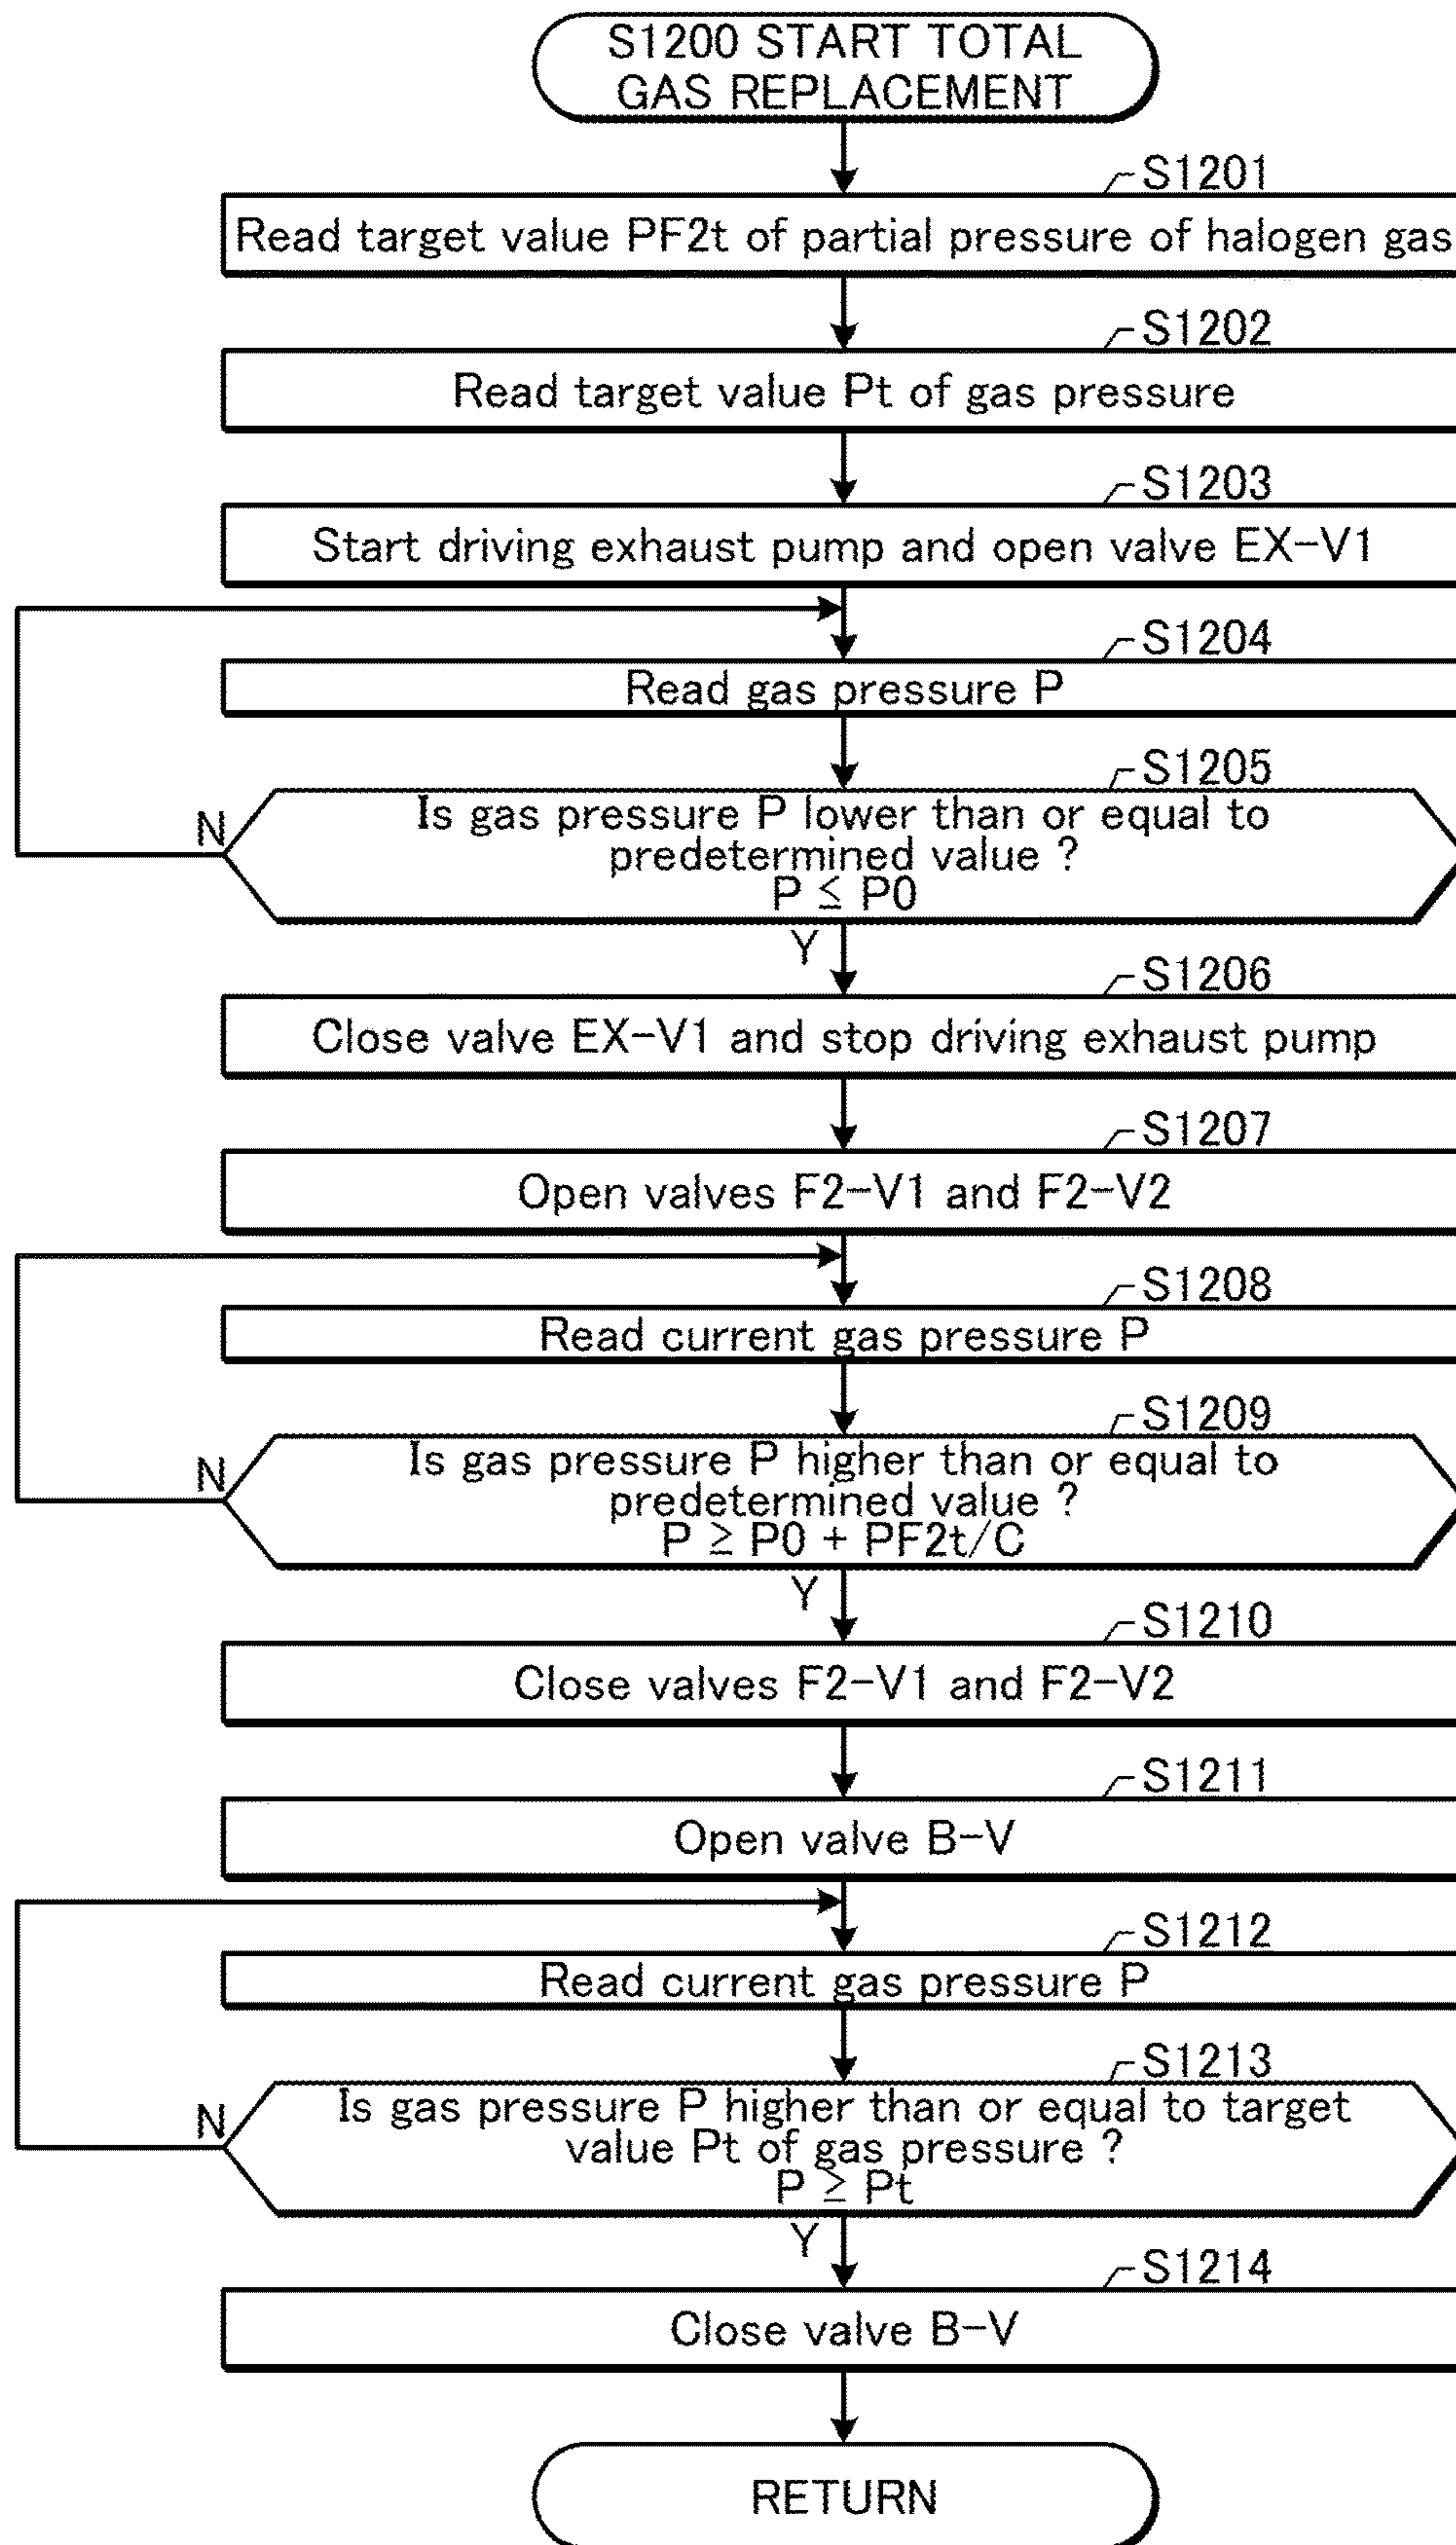 S1200 START TOTAL
GAS REPLACEMENT
S1201
Read target value PF2t of partial pressure of halogen gas
S1202
Read target value Pt of gas pressure
S1203
Start driving exhaust pump and open valve EX-V1
S1204
Read gas pressure P
S1205
Is gas pressure P lower than or equal to
predetermined value ?
P ≦ P0
N
Y
S1206
Close valve EX-V1 and stop driving exhaust pump
S1207
Open valves F2-V1 and F2-V2
S1208
Read current gas pressure P
S1209
Is gas pressure P higher than or equal to
predetermined value ?
P ≧ P0 + PF2t/C
N
Y
S1210
Close valves F2-V1 and F2-V2
S1211
Open valve B-V
S1212
Read current gas pressure P
S1213
Is gas pressure P higher than or equal to target
value Pt of gas pressure ?
P ≧ Pt
N
Y
S1214
Close valve B-V
RETURN